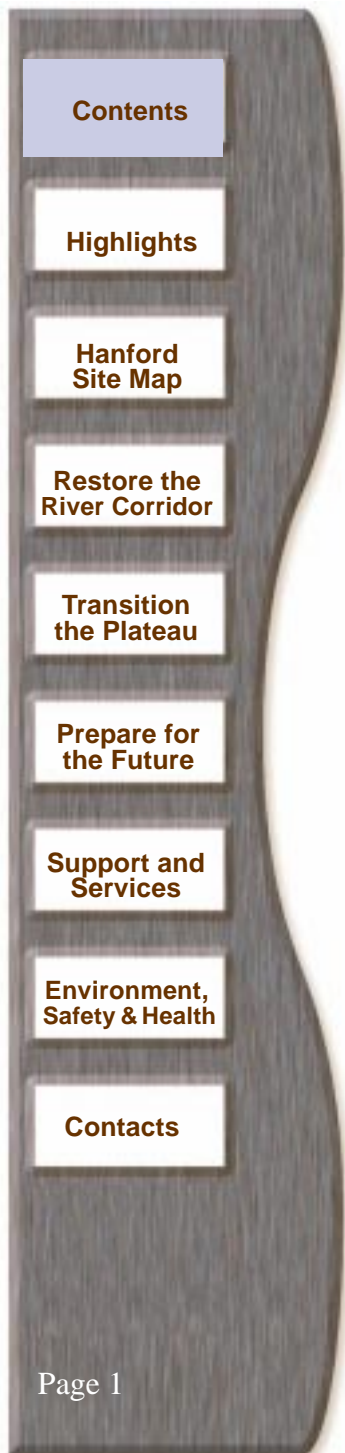 Contents
Highlights
Hanford
Site Map
Restore the
River Corridor
Transition
the Plateau
Prepare for
the Future
Support and
Services
Environment,
Safety & Health
Contacts
Page 1